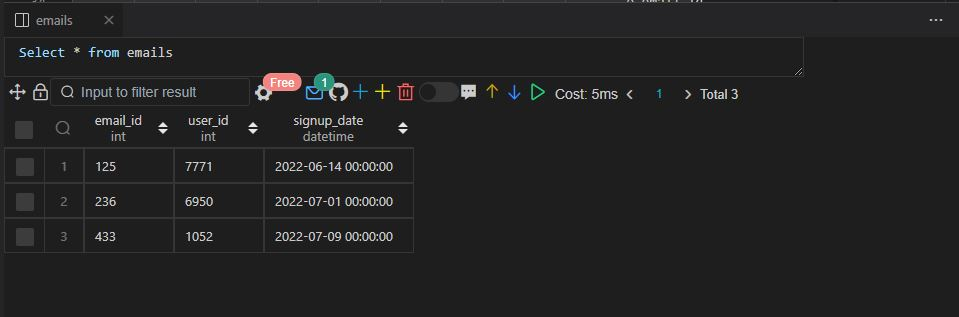 emails
Select * from emails
Input to filter result Free 1 Cost: 5ms 1 Total 3
email_id user_id signup_date
int int datetime
1 125 7771 2022-06-14 00:00:00
2 236 6950 2022-07-01 00:00:00
3 433 1052 2022-07-09 00:00:00